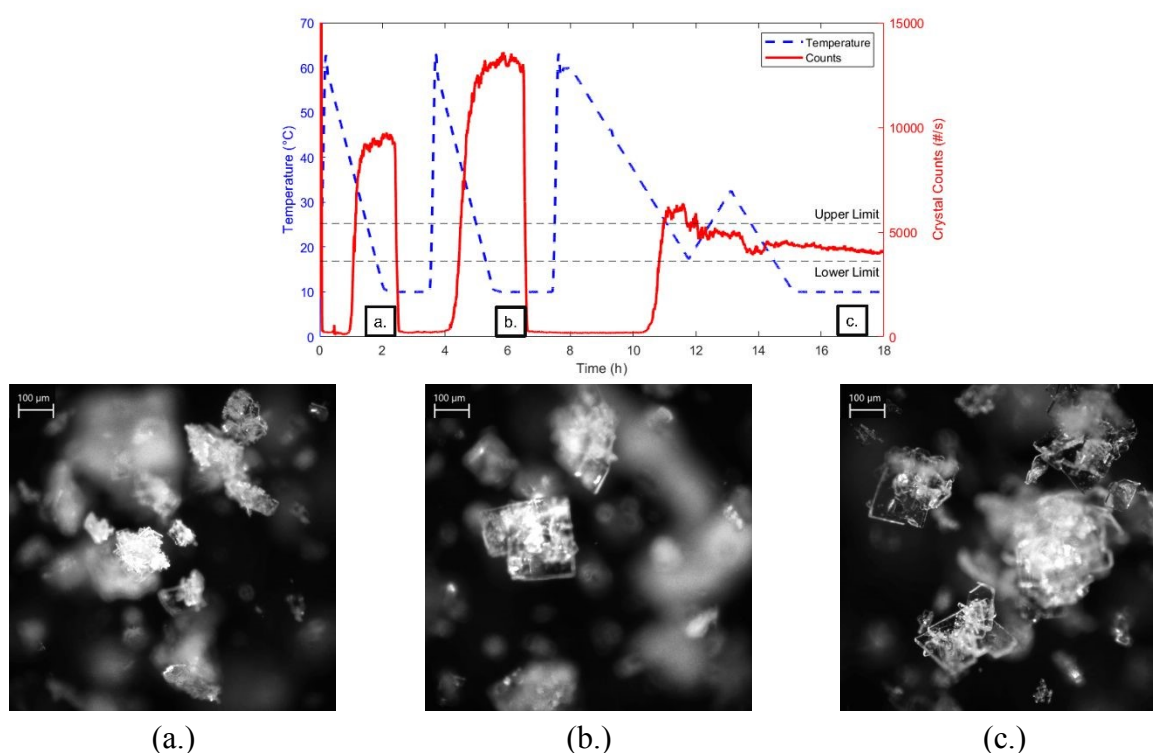 70
60
50
40
30
20
10
0
Temperature (°C)
15000
10000
5000
0
Crystal Counts (#/s)
Temperature
Counts
Upper Limit
Lower Limit
a.
b.
c.
0 2 4 6 8 10 12 14 16 18
Time (h)
100 µm
100 µm
100 µm
(a.) (b.) (c.)